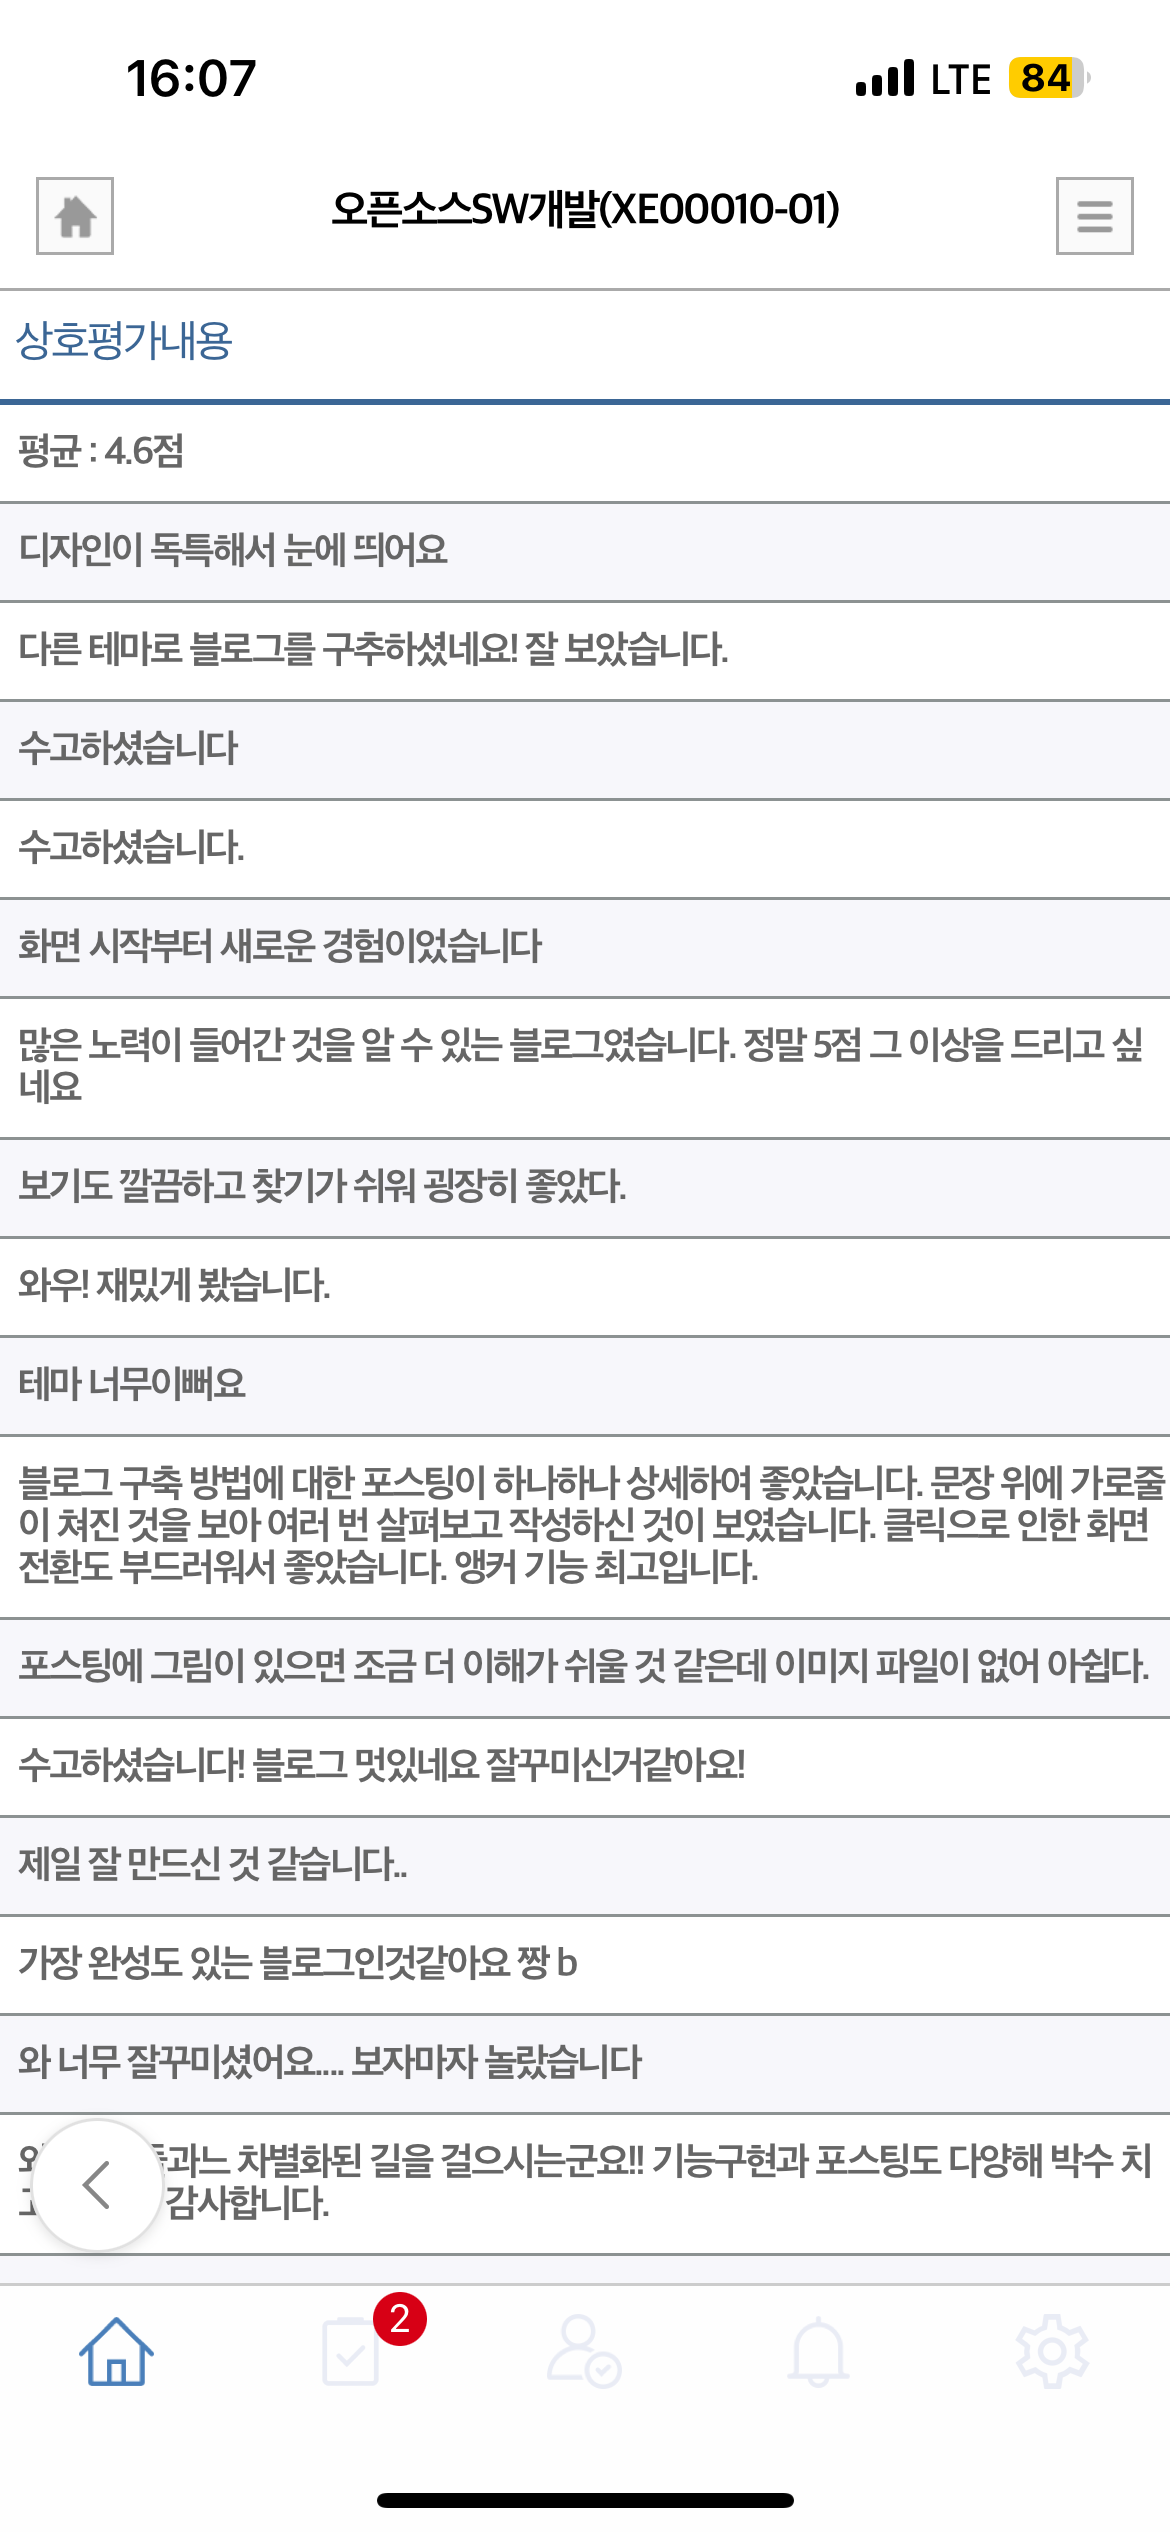 16:07
LTE 84
오픈소스SW개발(XE00010-01)
상호평가내용
평균 : 4.6점
디자인이 독특해서 눈에 띄어요
다른 테마로 블로그를 구축하셨네요! 잘 보았습니다.
수고하셨습니다
수고하셨습니다.
화면 시작부터 새로운 경험이었습니다
많은 노력이 들어간 것을 알 수 있는 블로그였습니다. 정말 5점 그 이상을 드리고 싶
네요
보기도 깔끔하고 찾기가 쉬워 굉장히 좋았다.
와우! 재밌게 봤습니다.
테마 너무이뻐요
블로그 구축 방법에 대한 포스팅이 하나하나 상세하여 좋았습니다. 문장 위에 가로줄
이 쳐진 것을 보아 여러 번 살펴보고 작성하신 것이 보였습니다. 클릭으로 인한 화면
전환도 부드러워서 좋았습니다. 앵커 기능 최고입니다.
포스팅에 그림이 있으면 조금 더 이해가 쉬울 것 같은데 이미지 파일이 없어 아쉽다.
수고하셨습니다! 블로그 멋있네요 잘꾸미신거같아요!
제일 잘 만드신 것 같습니다..
가장 완성도 있는 블로그인것같아요 짱 b
와 너무 잘꾸미셨어요.... 보자마자 놀랐습니다
차별화된 길을 걸으시는군요!! 기능구현과 포스팅도 다양해 박수 치
감사합니다.
2